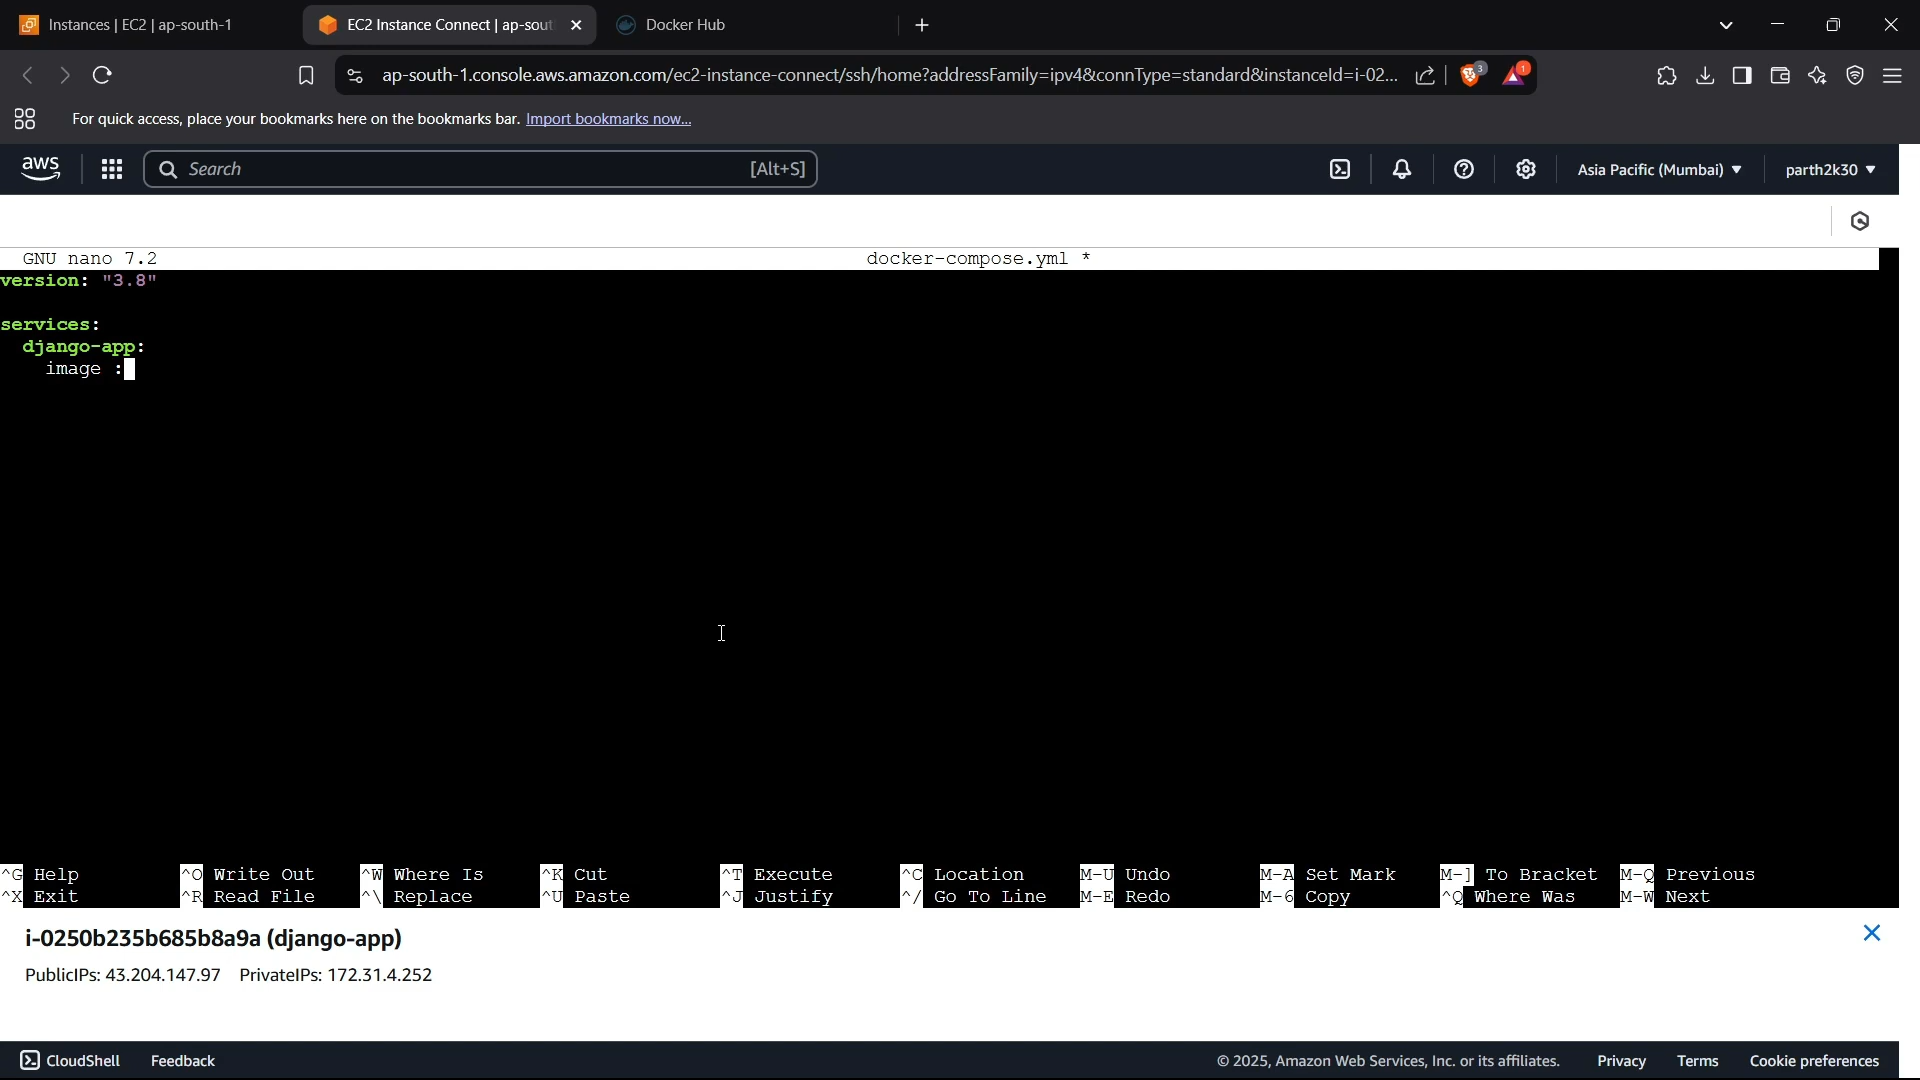 Instances | EC2 | ap-south-1
EC2 Instance Connect | ap-sout
Docker Hub
ap-south-1.console.aws.amazon.com/ec2-instance-connect/ssh/home?addressFamily=ipv4&connType=standard&instanceId=i-02...
3
1
For quick access, place your bookmarks here on the bookmarks bar. Import bookmarks now...
aws
Search
[Alt+S]
Asia Pacific (Mumbai)
parth2k30
GNU nano 7.2
docker-compose.yml *
version: "3.8"
services:
django-app:
image :
^G Help ^O Write Out ^W Where Is ^K Cut ^T Execute ^C Location M-U Undo M-A Set Mark M-] To Bracket M-Q Previous
^X Exit ^R Read File ^\ Replace ^U Paste ^J Justify ^/ Go To Line M-E Redo M-6 Copy ^Q Where Was M-W Next
i-0250b235b685b8a9a (django-app)
PublicIPs: 43.204.147.97 PrivateIPs: 172.31.4.252
CloudShell Feedback
© 2025, Amazon Web Services, Inc. or its affiliates. Privacy Terms Cookie preferences